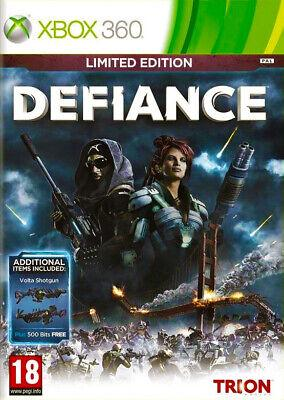 XBOX 360
LIMITED EDITION
PAL
DEFIANCE
ADDITIONAL
ITEMS INCLUDED:
Volta Shotgun
Plus 500 Bits FREE
18
www.pegi.info
TRION